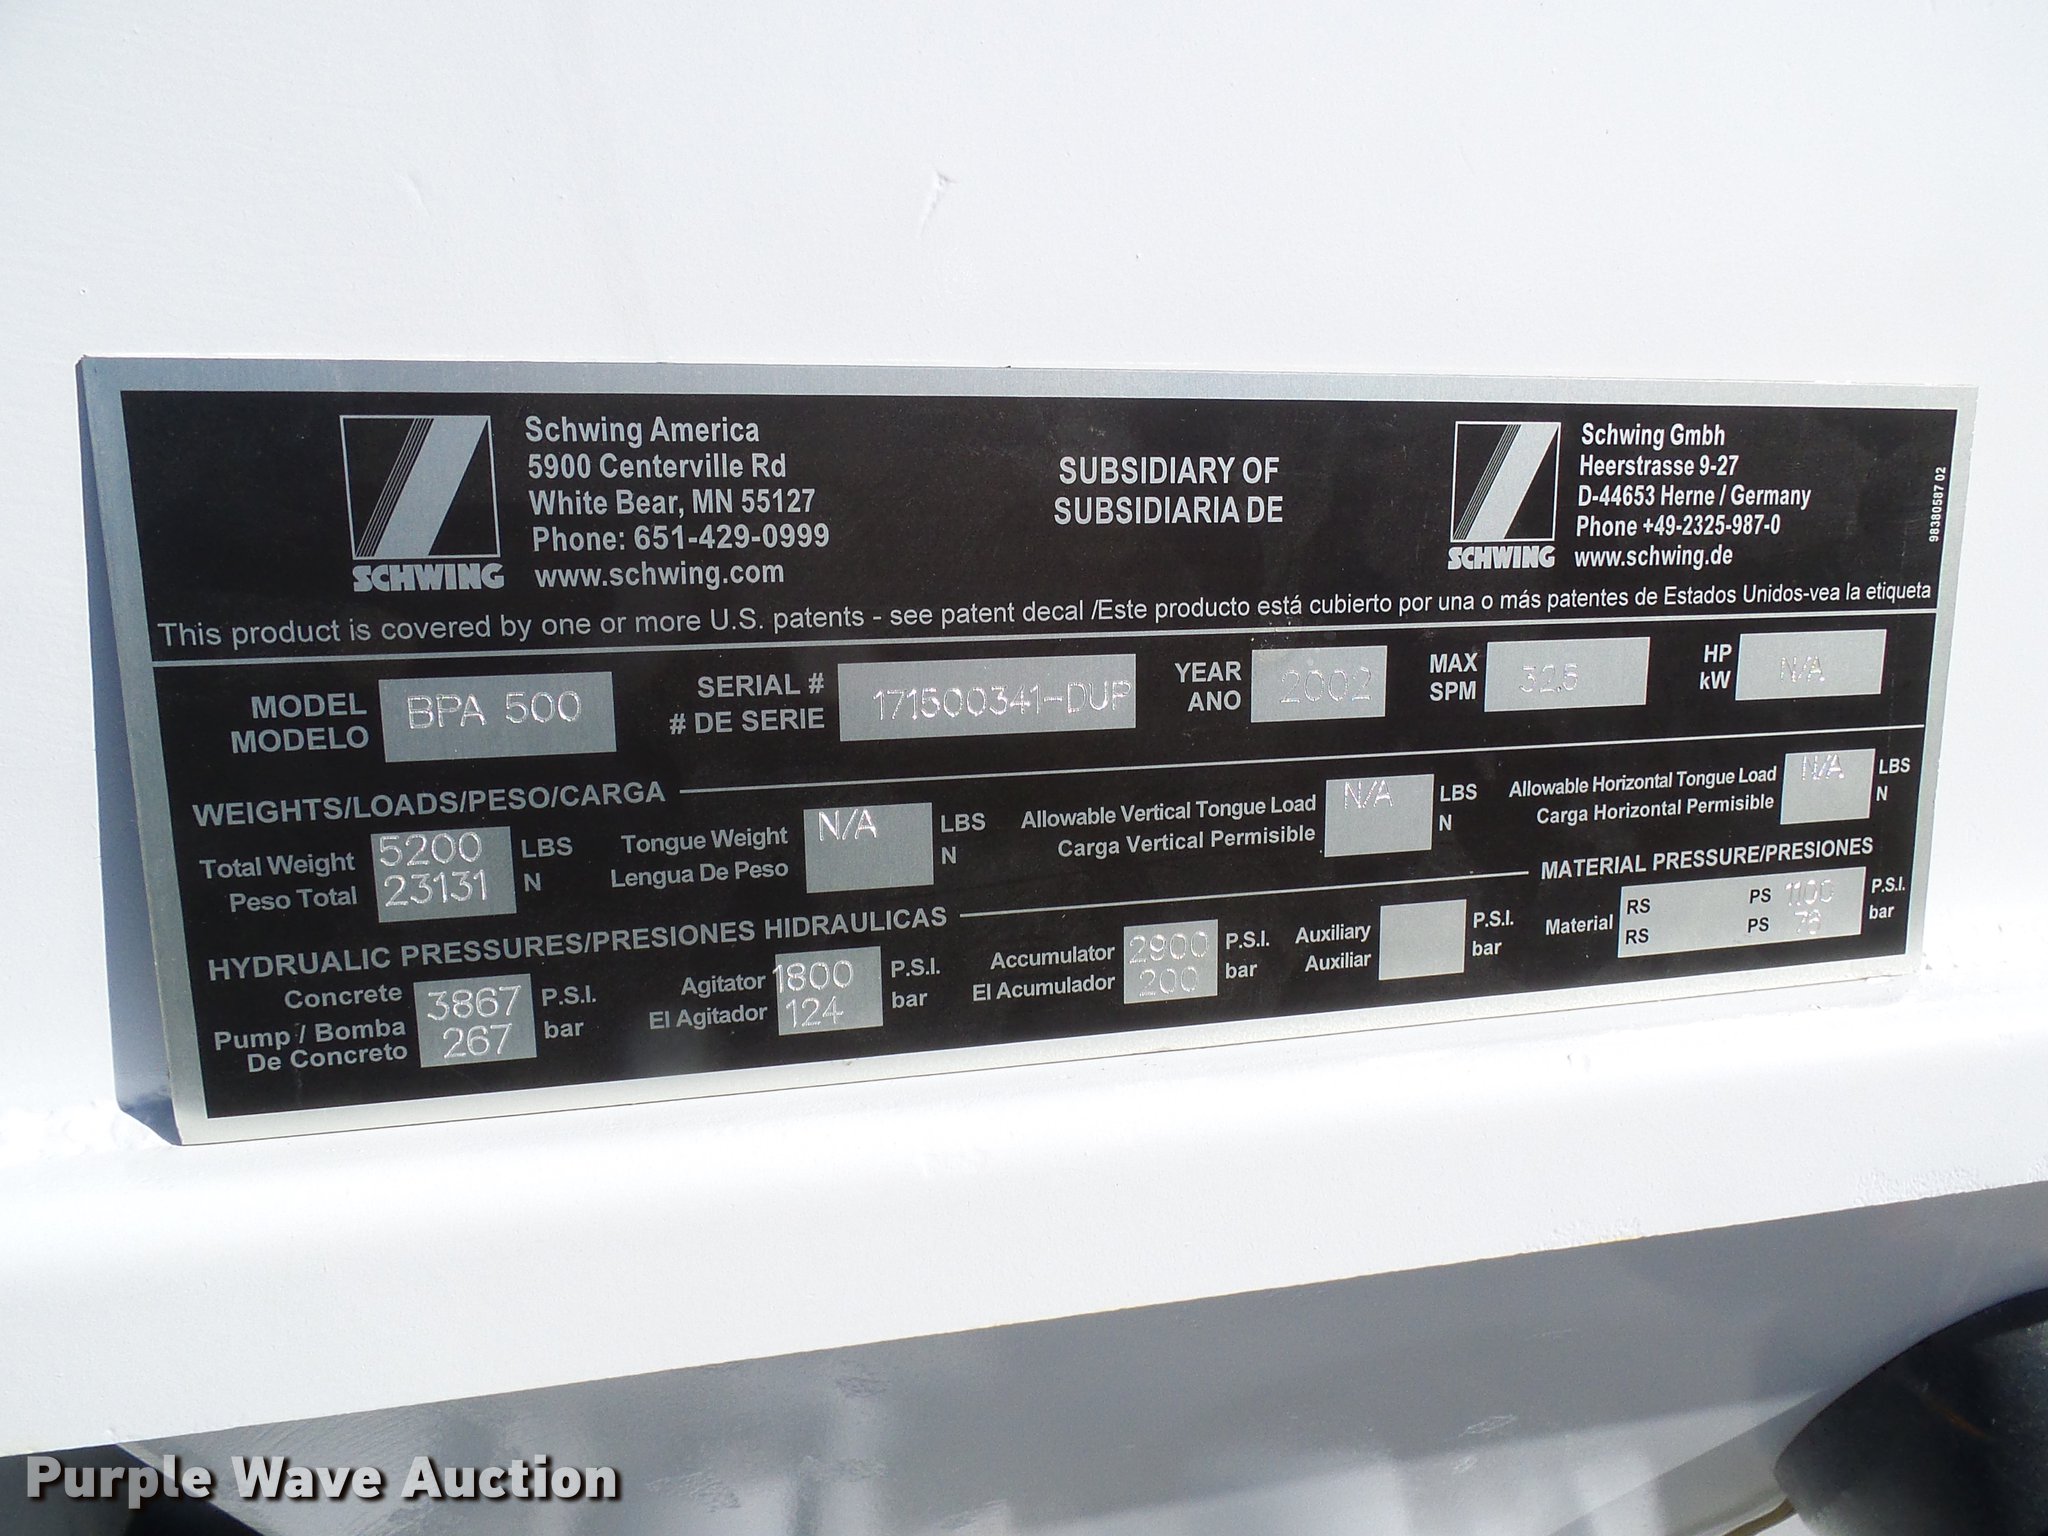 SCHWING
Schwing America
5900 Centerville Rd
White Bear, MN 55127
Phone: 651-429-0999
www.schwing.com
SUBSIDIARY OF
SUBSIDIARIA DE
SCHWING
Schwing Gmbh
Heerstrasse 9-27
D-44653 Herne / Germany
Phone +49-2325-987-0
www.schwing.de
98380587 02
This product is covered by one or more U.S. patents - see patent decal /Este producto está cubierto por una o más patentes de Estados Unidos-vea la etiqueta
MODEL
MODELO
BPA 500
SERIAL #
# DE SERIE
171500341-DUP
YEAR
ANO
2002
MAX
SPM
32.5
HP
kW
N/A
WEIGHTS/LOADS/PESO/CARGA
Total Weight 5200 LBS
Peso Total 23131 N
Tongue Weight N/A LBS
Lengua De Peso N
Allowable Vertical Tongue Load N/A LBS
Carga Vertical Permisible N
Allowable Horizontal Tongue Load N/A LBS
Carga Horizontal Permisible N
HYDRUALIC PRESSURES/PRESIONES HIDRAULICAS
Concrete
Pump / Bomba
De Concreto
3867 P.S.I.
267 bar
Agitator 1800 P.S.I.
El Agitador 124 bar
Accumulator 2900 P.S.I.
El Acumulador 200 bar
Auxiliary P.S.I.
Auxiliar bar
MATERIAL PRESSURE/PRESIONES
Material
RS PS 1100 P.S.I.
RS PS 76 bar
Purple Wave Auction